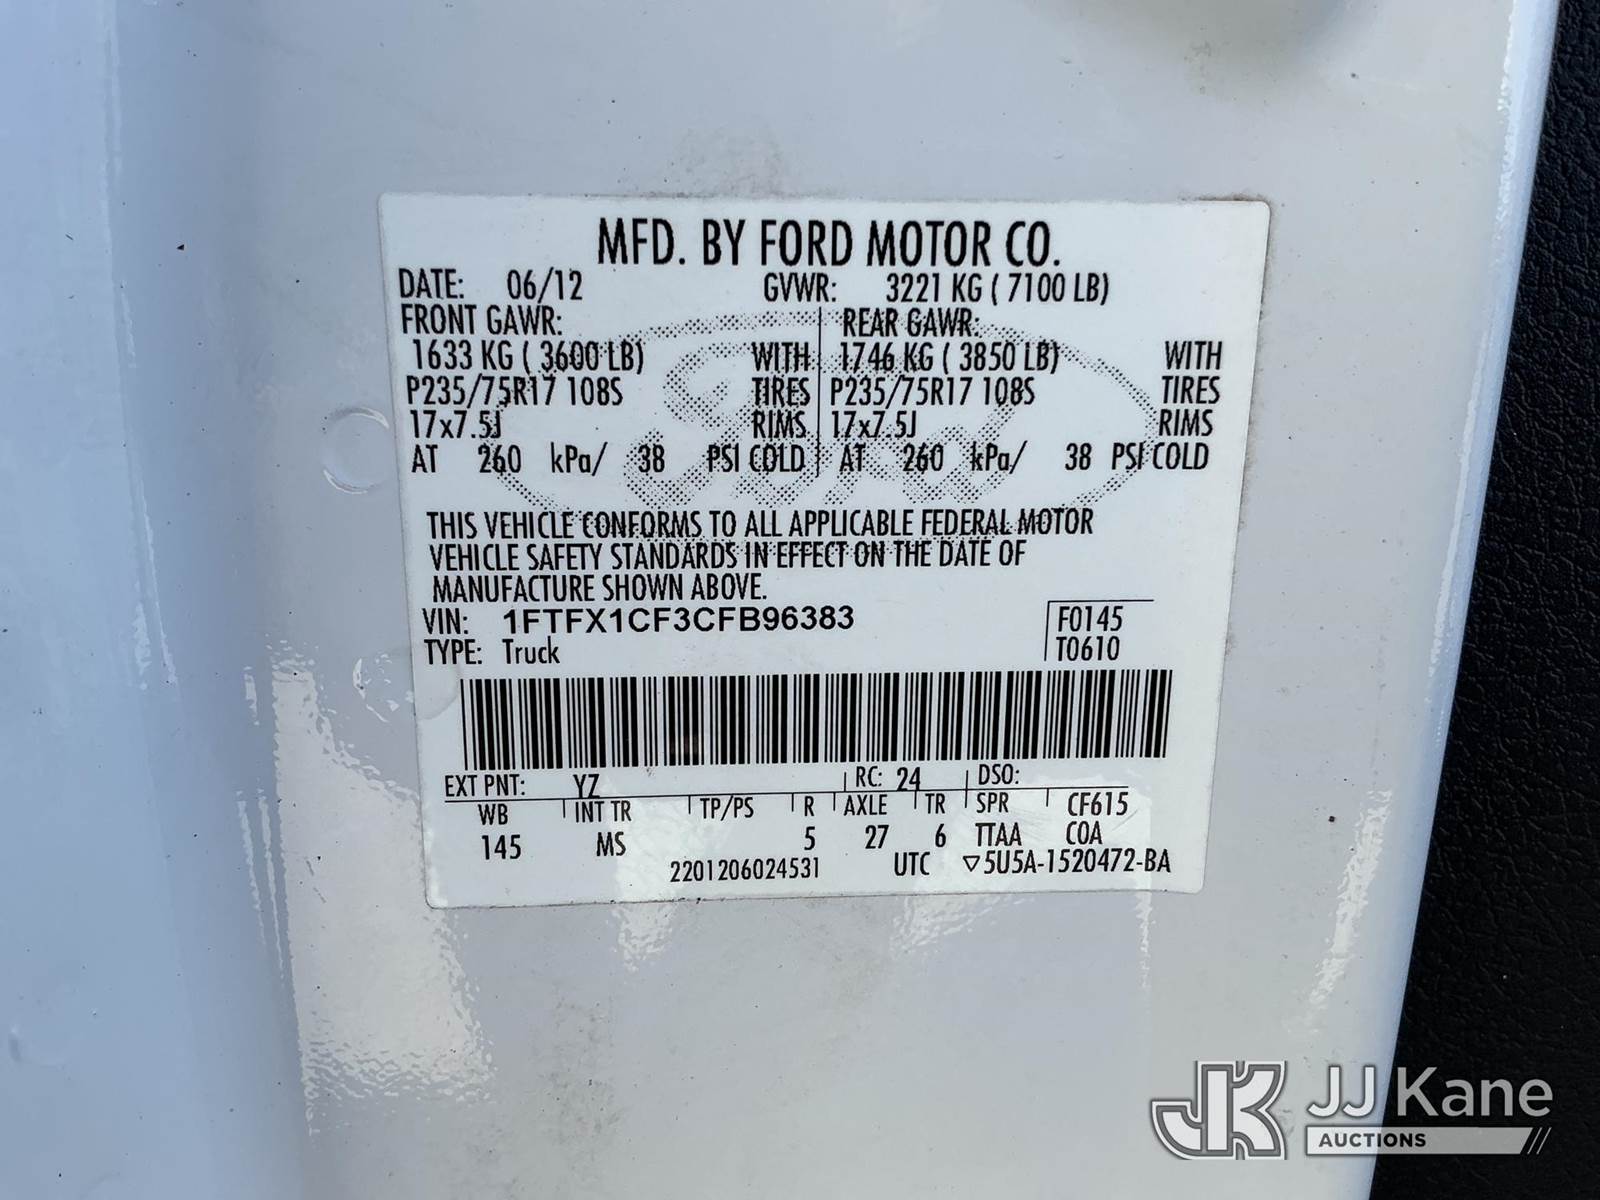 MFD. BY FORD MOTOR CO.
DATE: 06/12 GVWR: 3221 KG ( 7100 LB)
FRONT GAWR: REAR GAWR:
1633 KG ( 3600 LB) WITH 1746 KG ( 3850 LB) WITH
P235/75R17 108S TIRES P235/75R17 108S TIRES
17x7.5J RIMS 17x7.5J RIMS
AT 260 kPa/ 38 PSI COLD AT 260 kPa/ 38 PSI COLD
Ford
THIS VEHICLE CONFORMS TO ALL APPLICABLE FEDERAL MOTOR
VEHICLE SAFETY STANDARDS IN EFFECT ON THE DATE OF
MANUFACTURE SHOWN ABOVE.
VIN: 1FTFX1CF3CFB96383 F0145
TYPE: Truck T0610
EXT PNT: YZ RC: 24 DSO:
WB INT TR TP/PS R AXLE TR SPR CF615
145 MS 5 27 6 TTAA COA
2201206024531 UTC ▽5U5A-1520472-BA
JK JJ Kane
AUCTIONS